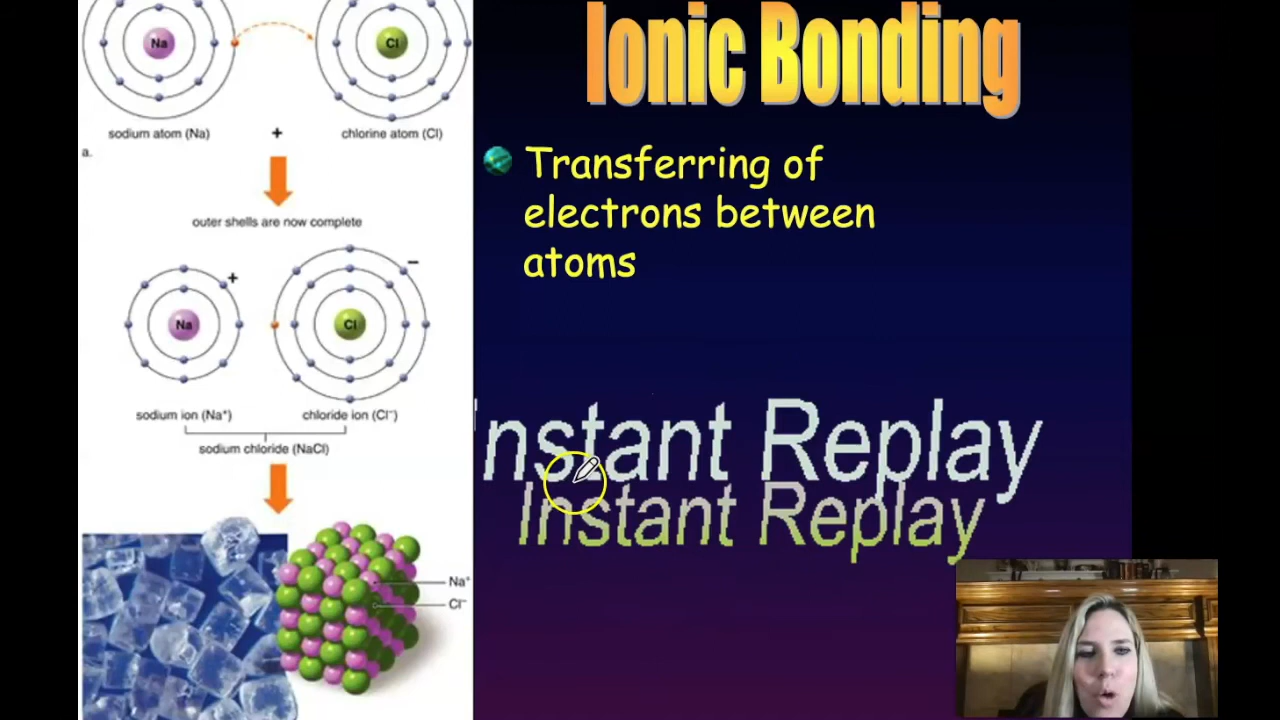 Ionic Bonding
Transferring of
electrons between
atoms
Instant Replay
Instant Replay
Na
Cl
sodium atom (Na)
+
chlorine atom (Cl)
a.
outer shells are now complete
+
−
Na
Cl
sodium ion (Na⁺)
chloride ion (Cl⁻)
sodium chloride (NaCl)
Na⁺
Cl⁻